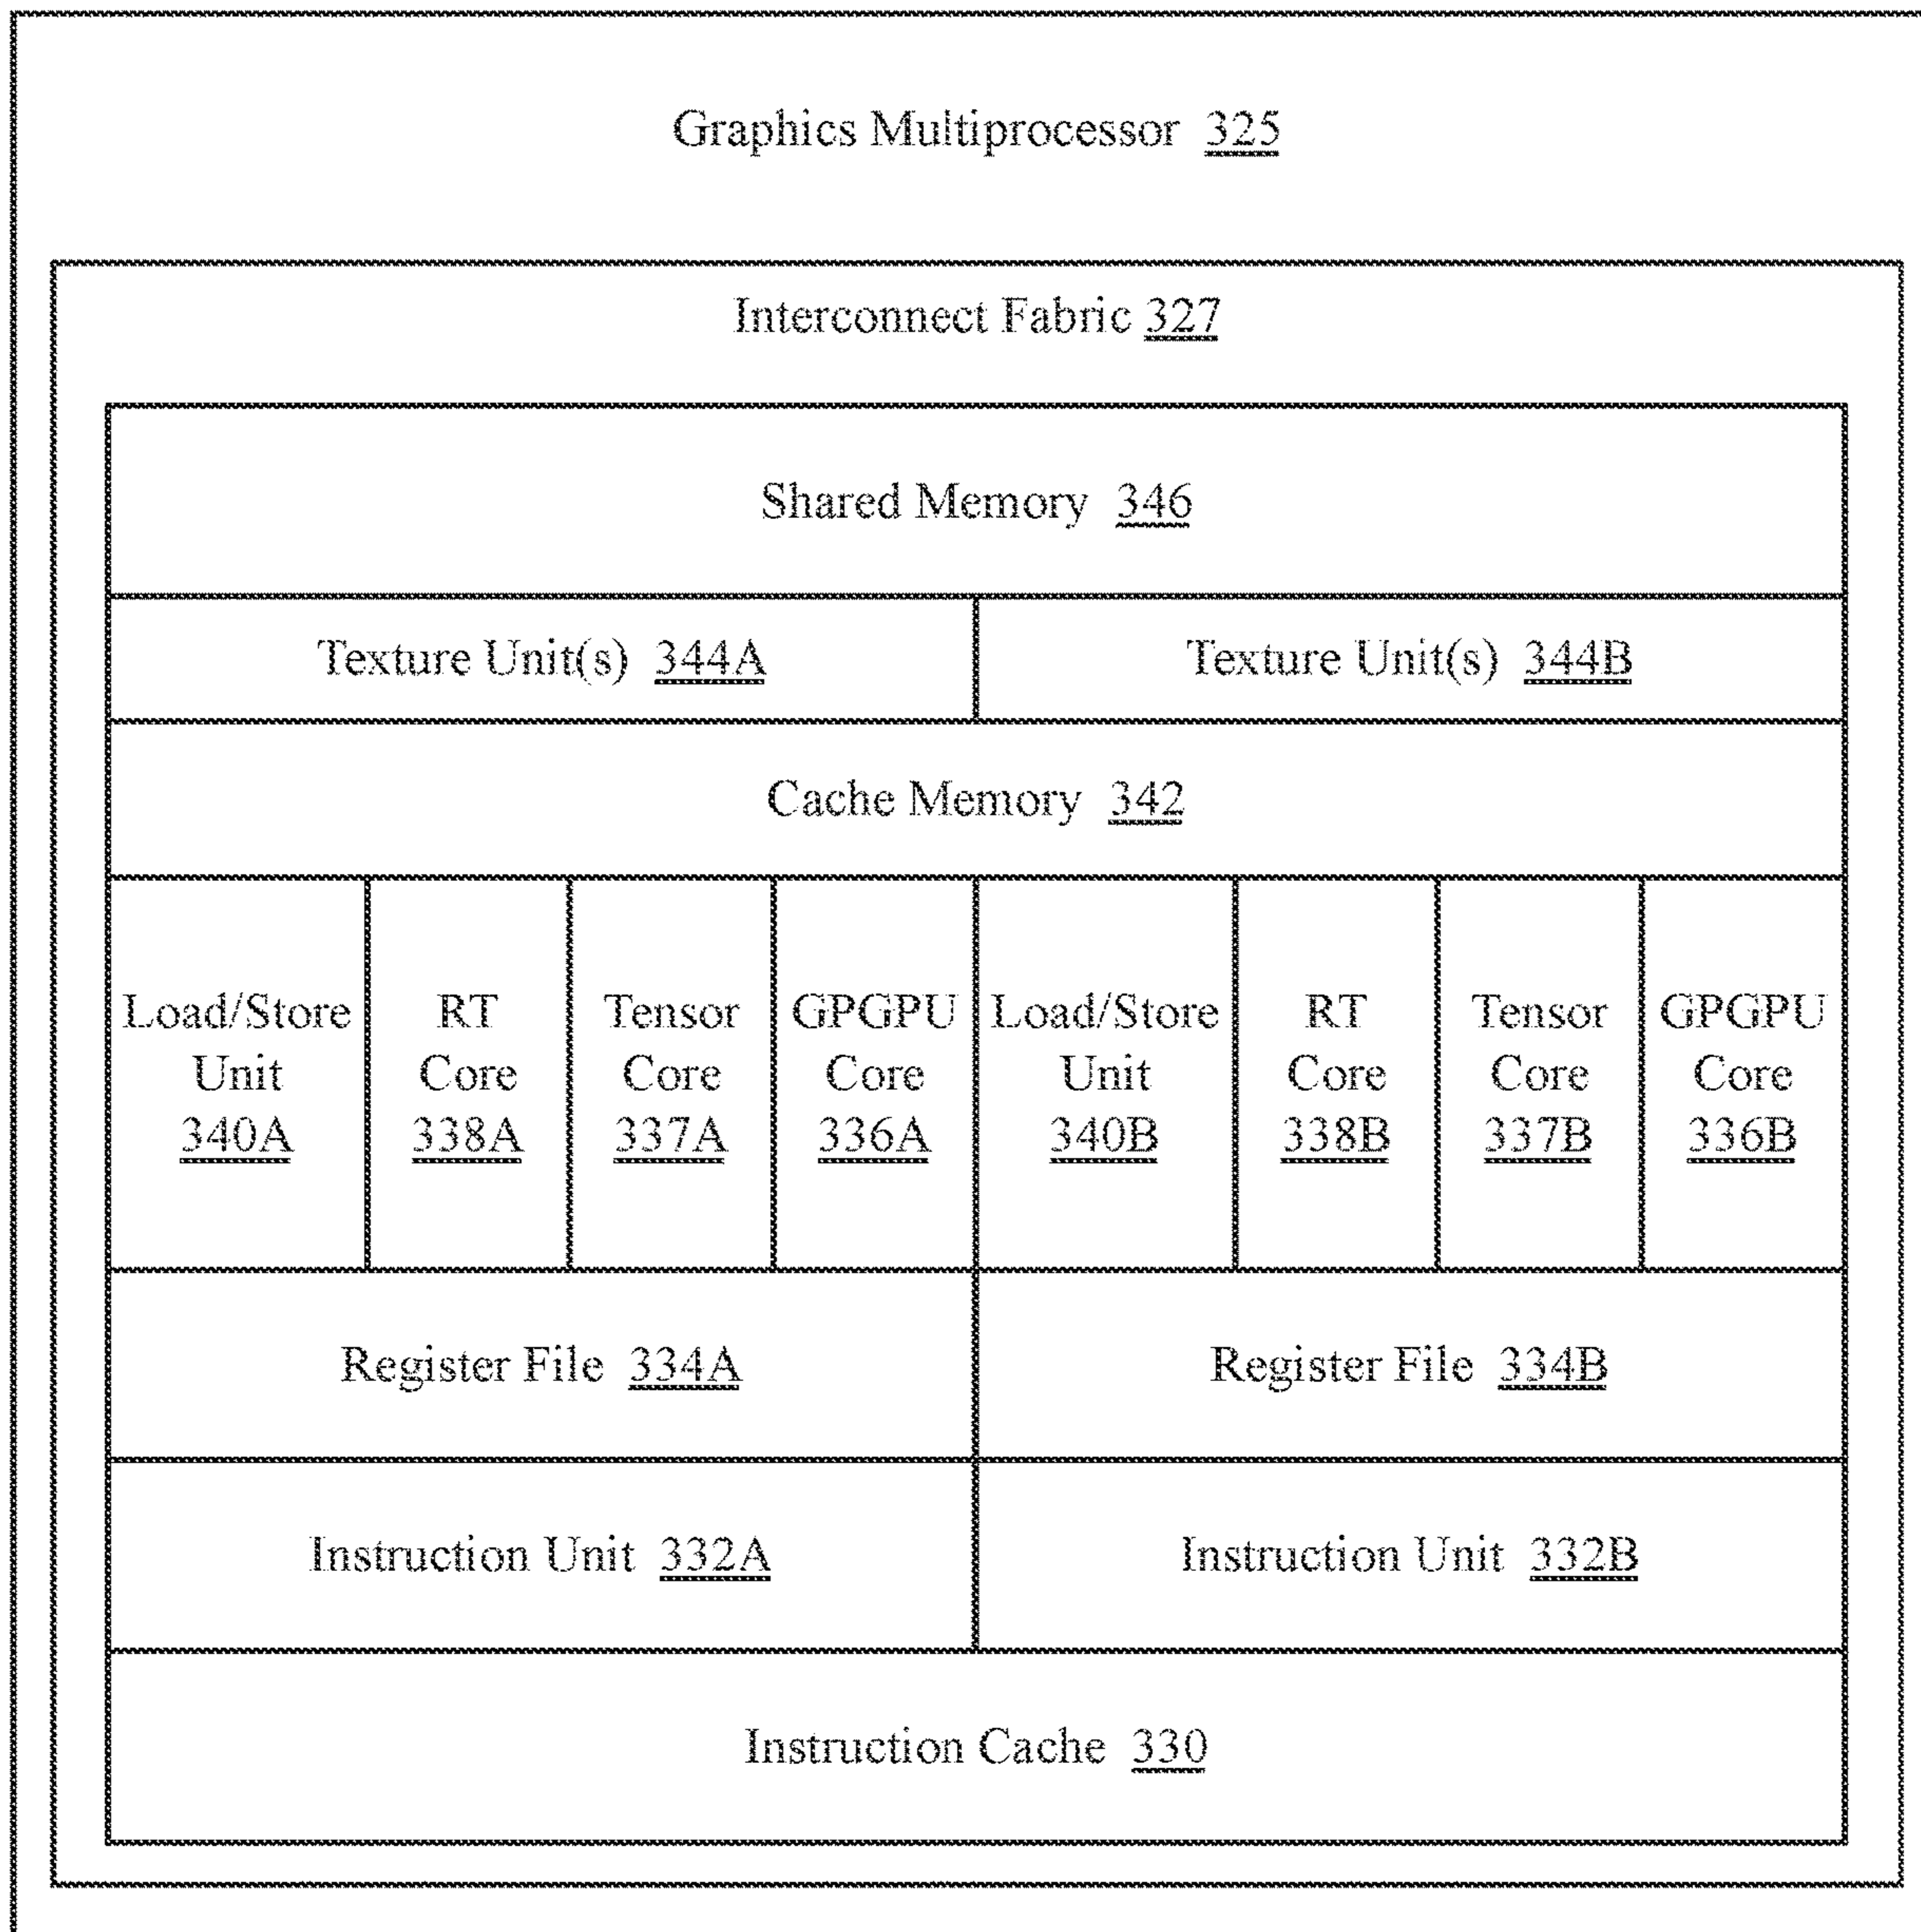 Graphics Multiprocessor 325
Interconnect Fabric 327
Shared Memory 346
Texture Unit(s) 344A
Texture Unit(s) 344B
Cache Memory 342
Load/Store
Unit
340A
RT
Core
338A
Tensor
Core
337A
GPGPU
Core
336A
Load/Store
Unit
340B
RT
Core
338B
Tensor
Core
337B
GPGPU
Core
336B
Register File 334A
Register File 334B
Instruction Unit 332A
Instruction Unit 332B
Instruction Cache 330